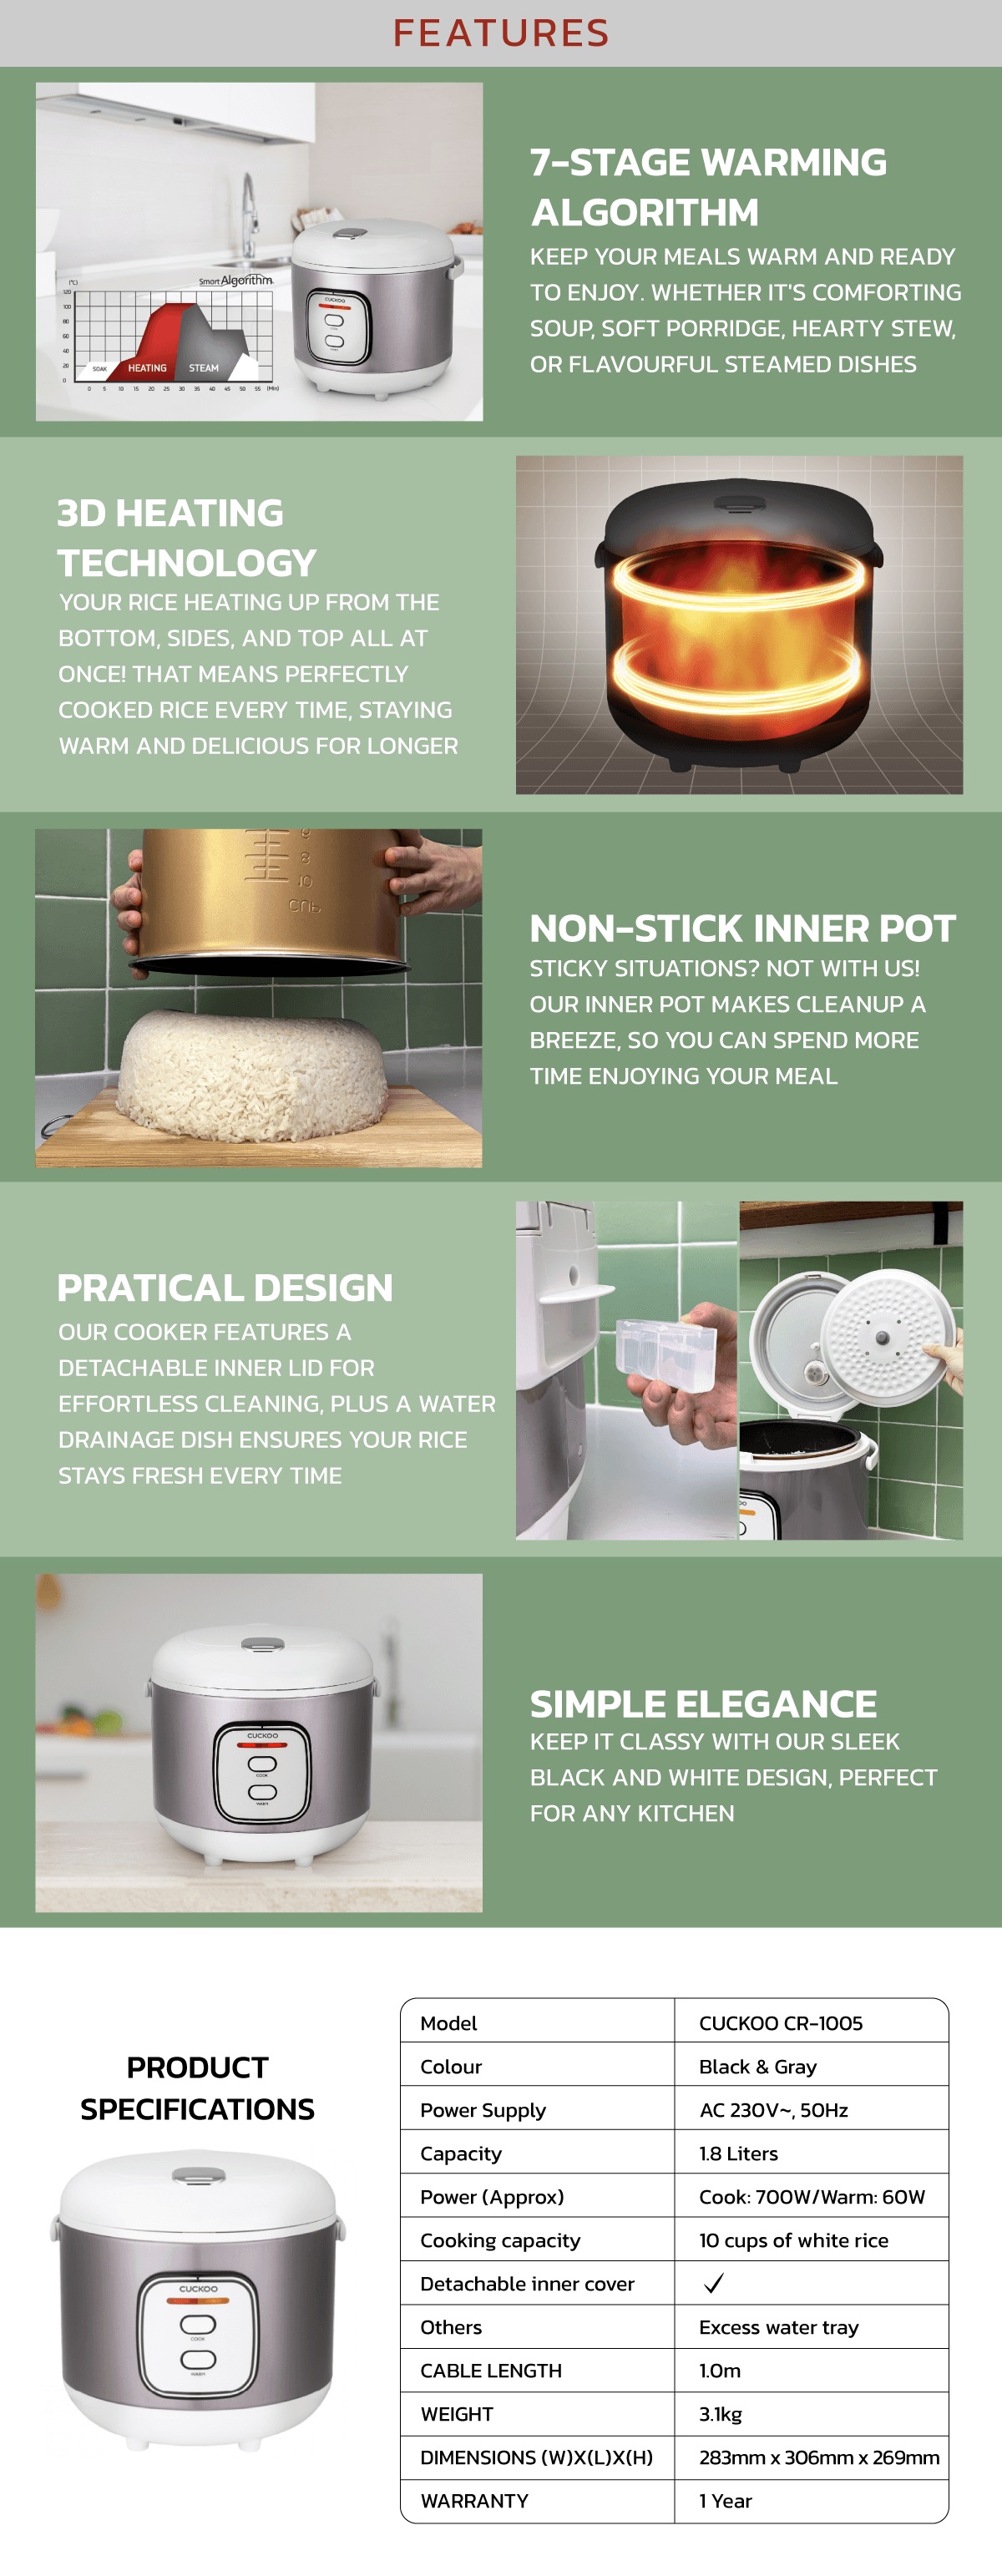 FEATURES
7-STAGE WARMING
ALGORITHM
KEEP YOUR MEALS WARM AND READY
TO ENJOY. WHETHER IT'S COMFORTING
SOUP, SOFT PORRIDGE, HEARTY STEW,
OR FLAVOURFUL STEAMED DISHES
Smart Algorithm
(℃)
120
100
80
60
40
20
0
SOAK HEATING STEAM
0 5 10 15 20 25 30 35 40 45 50 55 (Min)
CUCKOO
COOK
WARM
3D HEATING
TECHNOLOGY
YOUR RICE HEATING UP FROM THE
BOTTOM, SIDES, AND TOP ALL AT
ONCE! THAT MEANS PERFECTLY
COOKED RICE EVERY TIME, STAYING
WARM AND DELICIOUS FOR LONGER
8
10
CUP
NON-STICK INNER POT
STICKY SITUATIONS? NOT WITH US!
OUR INNER POT MAKES CLEANUP A
BREEZE, SO YOU CAN SPEND MORE
TIME ENJOYING YOUR MEAL
PRATICAL DESIGN
OUR COOKER FEATURES A
DETACHABLE INNER LID FOR
EFFORTLESS CLEANING, PLUS A WATER
DRAINAGE DISH ENSURES YOUR RICE
STAYS FRESH EVERY TIME
CUCKOO
COOK
WARM
SIMPLE ELEGANCE
KEEP IT CLASSY WITH OUR SLEEK
BLACK AND WHITE DESIGN, PERFECT
FOR ANY KITCHEN
PRODUCT
SPECIFICATIONS
CUCKOO
COOK
WARM
Model CUCKOO CR-1005
Colour Black & Gray
Power Supply AC 230V~, 50Hz
Capacity 1.8 Liters
Power (Approx) Cook: 700W/Warm: 60W
Cooking capacity 10 cups of white rice
Detachable inner cover ✓
Others Excess water tray
CABLE LENGTH 1.0m
WEIGHT 3.1kg
DIMENSIONS (W)X(L)X(H) 283mm x 306mm x 269mm
WARRANTY 1 Year